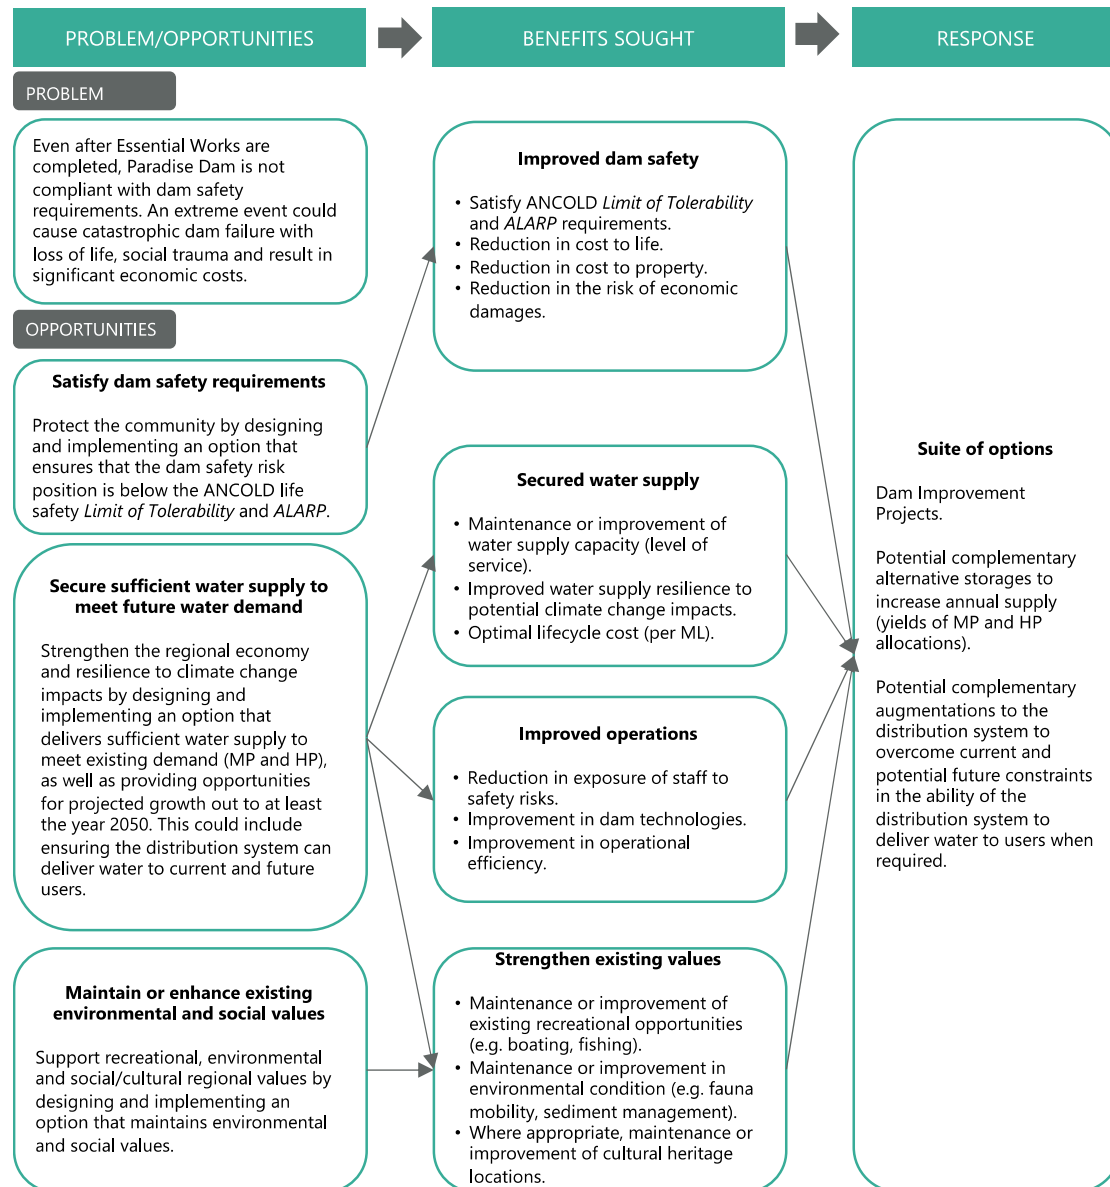 PROBLEM/OPPORTUNITIES
BENEFITS SOUGHT
RESPONSE
PROBLEM
Even after Essential Works are
completed, Paradise Dam is not
compliant with dam safety
requirements. An extreme event could
cause catastrophic dam failure with
loss of life, social trauma and result in
significant economic costs.
OPPORTUNITIES
Satisfy dam safety requirements
Protect the community by designing
and implementing an option that
ensures that the dam safety risk
position is below the ANCOLD life
safety Limit of Tolerability and ALARP.
Secure sufficient water supply to
meet future water demand
Strengthen the regional economy
and resilience to climate change
impacts by designing and
implementing an option that
delivers sufficient water supply to
meet existing demand (MP and HP),
as well as providing opportunities
for projected growth out to at least
the year 2050. This could include
ensuring the distribution system can
deliver water to current and future
users.
Maintain or enhance existing
environmental and social values
Support recreational, environmental
and social/cultural regional values by
designing and implementing an
option that maintains environmental
and social values.
Improved dam safety
• Satisfy ANCOLD Limit of Tolerability
and ALARP requirements.
• Reduction in cost to life.
• Reduction in cost to property.
• Reduction in the risk of economic
damages.
Secured water supply
• Maintenance or improvement of
water supply capacity (level of
service).
• Improved water supply resilience to
potential climate change impacts.
• Optimal lifecycle cost (per ML).
Improved operations
• Reduction in exposure of staff to
safety risks.
• Improvement in dam technologies.
• Improvement in operational
efficiency.
Strengthen existing values
• Maintenance or improvement of
existing recreational opportunities
(e.g. boating, fishing).
• Maintenance or improvement in
environmental condition (e.g. fauna
mobility, sediment management).
• Where appropriate, maintenance or
improvement of cultural heritage
locations.
Suite of options
Dam Improvement
Projects.
Potential complementary
alternative storages to
increase annual supply
(yields of MP and HP
allocations).
Potential complementary
augmentations to the
distribution system to
overcome current and
potential future constraints
in the ability of the
distribution system to
deliver water to users when
required.